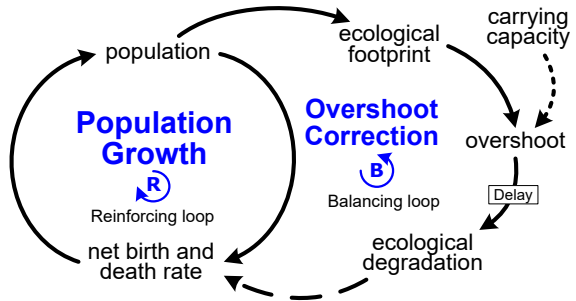 population
ecological
footprint
carrying
capacity
Population
Growth
R
Reinforcing loop
Overshoot
Correction
B
Balancing loop
overshoot
Delay
net birth and
death rate
ecological
degradation